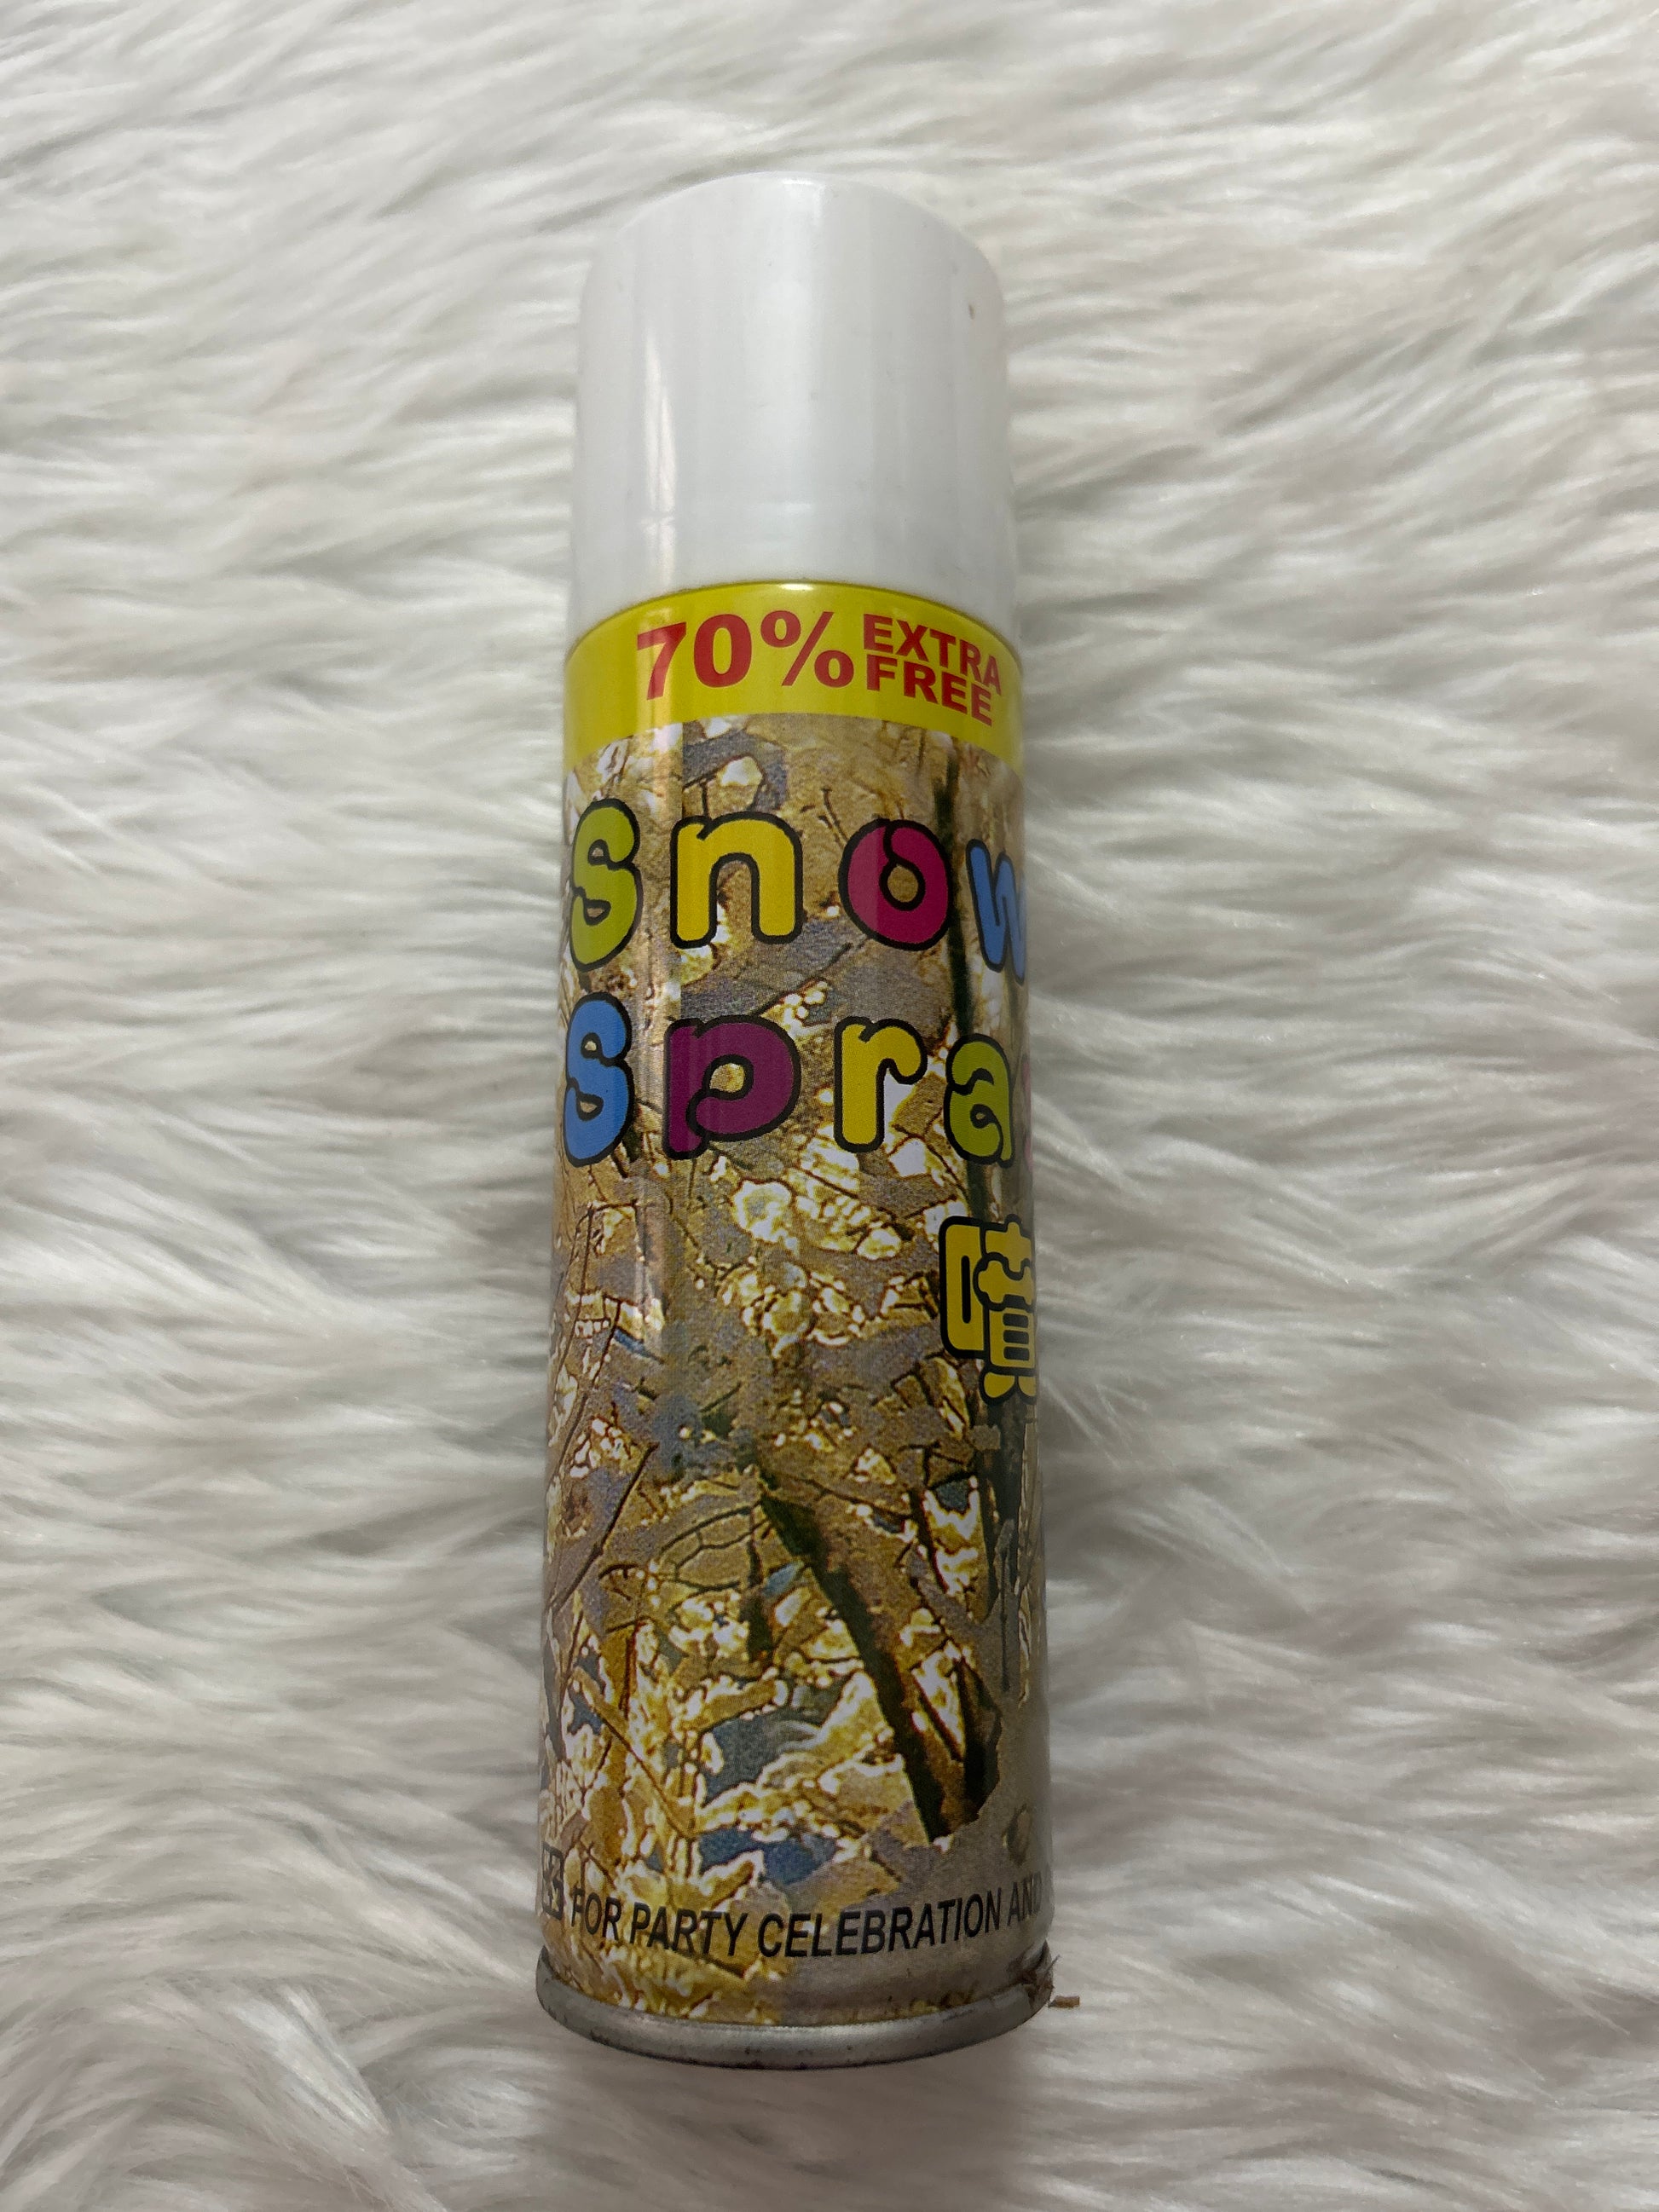 70% EXTRA
FREE
Snow
Spra
噴
FOR PARTY CELEBRATION AND